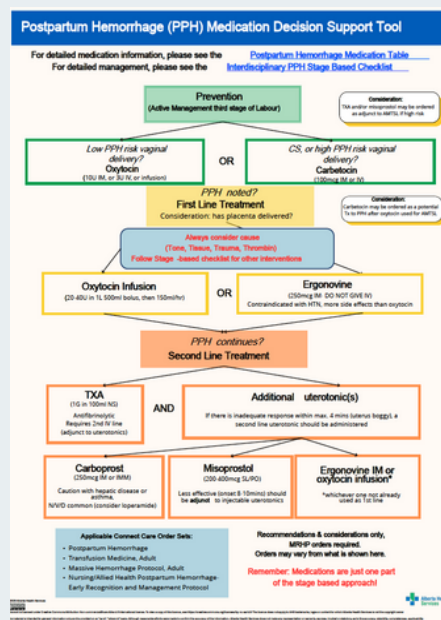 Postpartum Hemorrhage (PPH) Medication Decision Support Tool
For detailed medication information, please see the Postpartum Hemorrhage Medication Table
For detailed management, please see the Interdisciplinary PPH Stage Based Checklist
Prevention
(Active Management third stage of Labour)
Consideration:
TXA and/or misoprostol may be ordered
as adjunct to AMTSL if high risk
Low PPH risk vaginal
delivery?
Oxytocin
(10U IM, or 3U IV, or infusion)
OR
CS, or high PPH risk vaginal
delivery?
Carbetocin
(100mcg IM or IV)
PPH noted?
First Line Treatment
Consideration: has placenta delivered?
Consideration:
Carbetocin may be ordered as a potential
Tx to PPH after oxytocin used for AMTSL
Always consider cause
(Tone, Tissue, Trauma, Thrombin)
Follow Stage -based checklist for other interventions
Oxytocin Infusion
(20-40U in 1L 500ml bolus, then 150ml/hr)
OR
Ergonovine
(250mcg IM: DO NOT GIVE IV)
Contraindicated with HTN, more side effects than oxytocin
PPH continues?
Second Line Treatment
TXA
(1G in 100ml NS)
Antifibrinolytic
Requires 2nd IV line
(adjunct to uterotonics)
AND
Additional uterotonic(s)
If there is inadequate response within max. 4 mins (uterus boggy), a
second line uterotonic should be administered
Carboprost
(250mcg IM or IMM)
Caution with hepatic disease or
asthma.
N/V/D common (consider loperamide)
Misoprostol
(200-400mcg SL/PO)
Less effective (onset 8-10mins) should
be adjunct to injectable uterotonics
Ergonovine IM or
oxytocin infusion*
*whichever one not already
used as 1st line
Applicable Connect Care Order Sets:
• Postpartum Hemorrhage
• Transfusion Medicine, Adult
• Massive Hemorrhage Protocol, Adult
• Nursing/Allied Health Postpartum Hemorrhage-
Early Recognition and Management Protocol
Recommendations & considerations only,
MRHP orders required.
Orders may vary from what is shown here.
Remember: Medications are just one part
of the stage based approach!
Alberta Health
Services